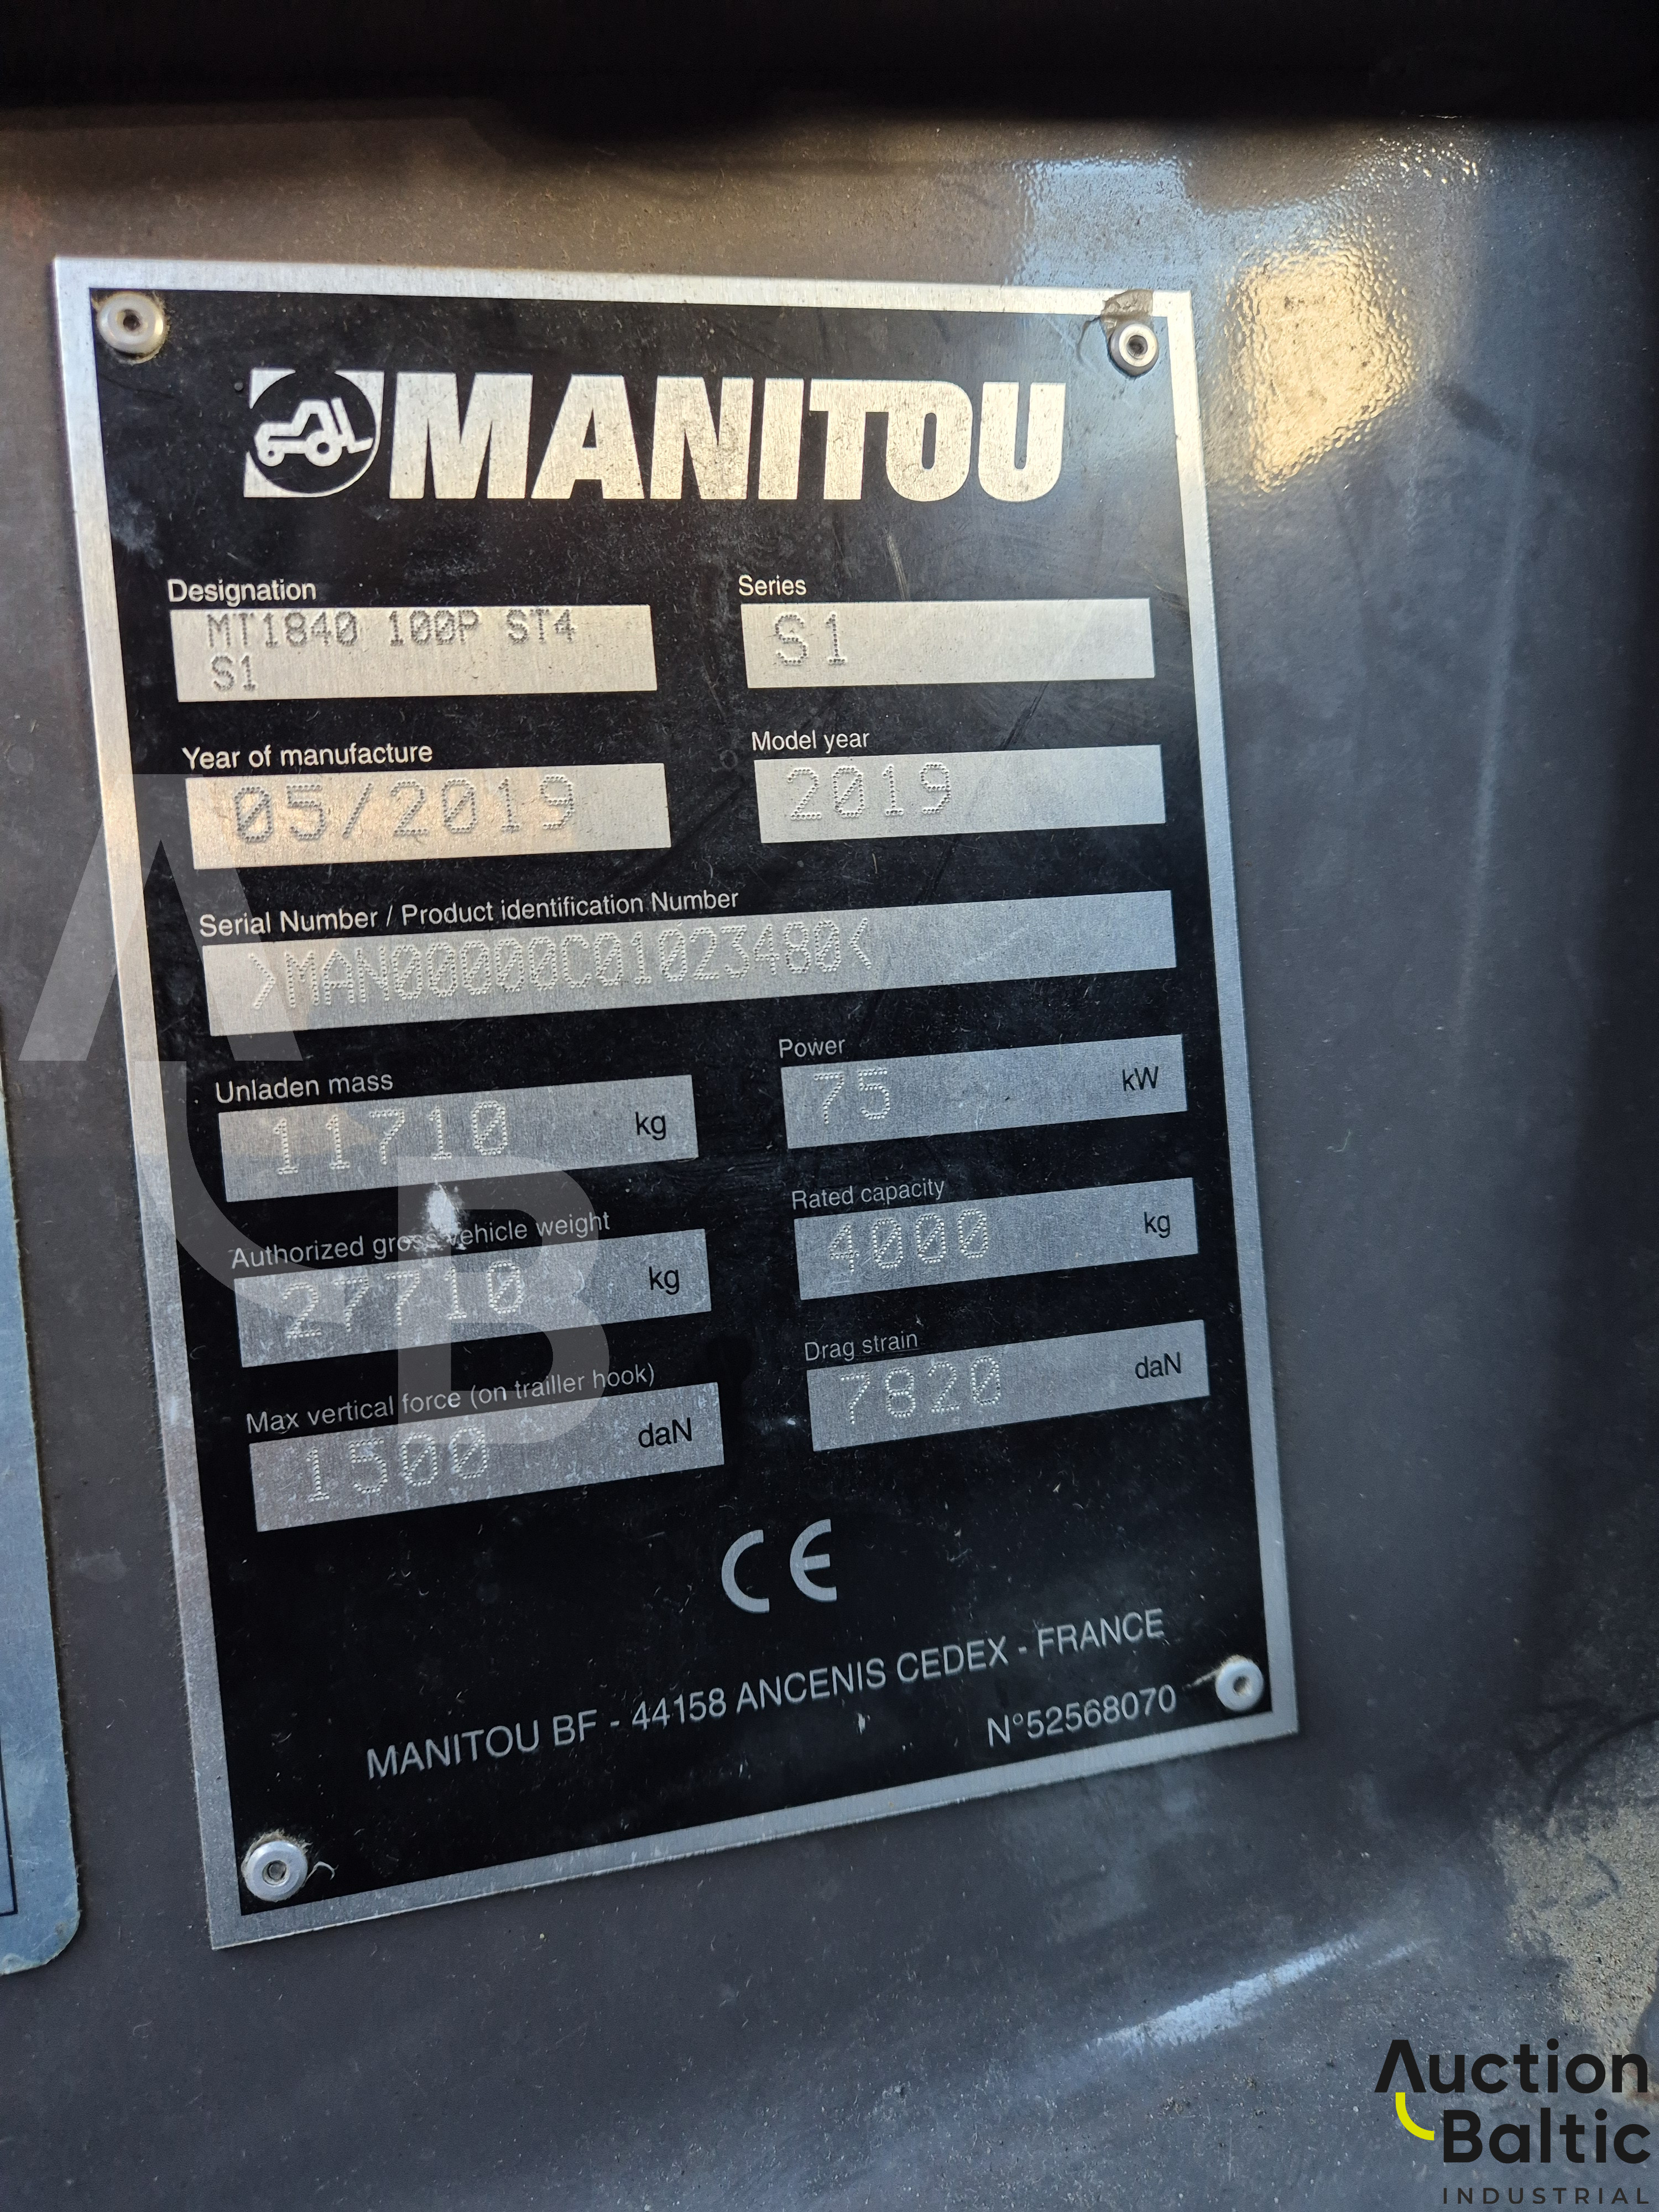 MANITOU
Designation
MT1840 100P ST4
S1
Series
S1
Year of manufacture
05/2019
Model year
2019
Serial Number / Product identification Number
>MAN00000C01023480<
Unladen mass
11710 kg
Power
75 kW
Authorized gross vehicle weight
27710 kg
Rated capacity
4000 kg
Max vertical force (on trailler hook)
1500 daN
Drag strain
7820 daN
CE
MANITOU BF - 44158 ANCENIS CEDEX - FRANCE
N°52568070
AB
Auction
Baltic
INDUSTRIAL